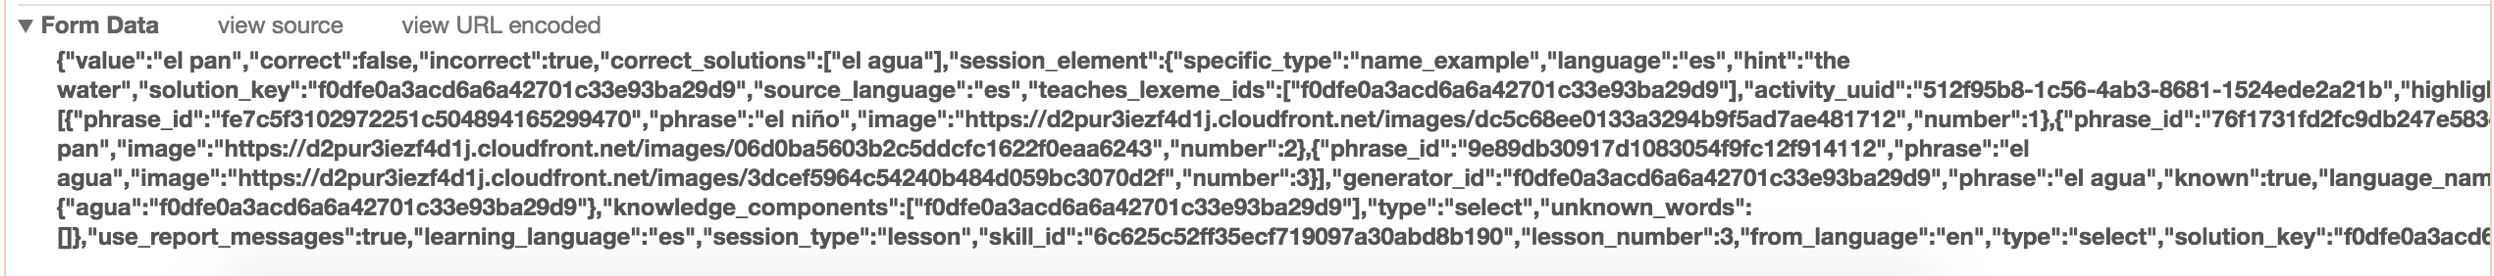 ▼ Form Data view source view URL encoded
{"value":"el pan","correct":false,"incorrect":true,"correct_solutions":["el agua"],"session_element":{"specific_type":"name_example","language":"es","hint":"the
water","solution_key":"f0dfe0a3acd6a6a42701c33e93ba29d9","source_language":"es","teaches_lexeme_ids":["f0dfe0a3acd6a6a42701c33e93ba29d9"],"activity_uuid":"512f95b8-1c56-4ab3-8681-1524ede2a21b","highligl
[{"phrase_id":"fe7c5f3102972251c504894165299470","phrase":"el niño","image":"https://d2pur3iezf4d1j.cloudfront.net/images/dc5c68ee0133a3294b9f5ad7ae481712","number":1},{"phrase_id":"76f1731fd2fc9db247e583
pan","image":"https://d2pur3iezf4d1j.cloudfront.net/images/06d0ba5603b2c5ddcfc1622f0eaa6243","number":2},{"phrase_id":"9e89db30917d1083054f9fc12f914112","phrase":"el
agua","image":"https://d2pur3iezf4d1j.cloudfront.net/images/3dcef5964c54240b484d059bc3070d2f","number":3}],"generator_id":"f0dfe0a3acd6a6a42701c33e93ba29d9","phrase":"el agua","known":true,"language_nam
{"agua":"f0dfe0a3acd6a6a42701c33e93ba29d9"},"knowledge_components":["f0dfe0a3acd6a6a42701c33e93ba29d9"],"type":"select","unknown_words":
[]},"use_report_messages":true,"learning_language":"es","session_type":"lesson","skill_id":"6c625c52ff35ecf719097a30abd8b190","lesson_number":3,"from_language":"en","type":"select","solution_key":"f0dfe0a3acd6